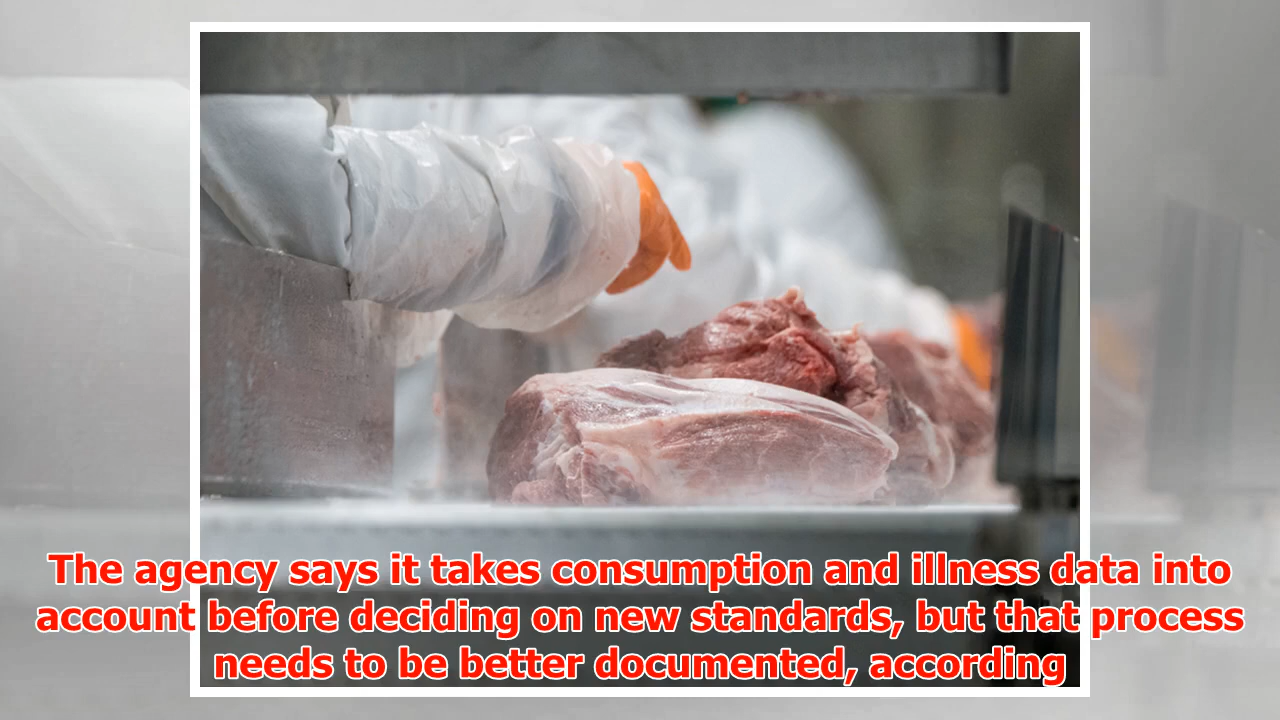 The agency says it takes consumption and illness data into
account before deciding on new standards, but that process
needs to be better documented, according